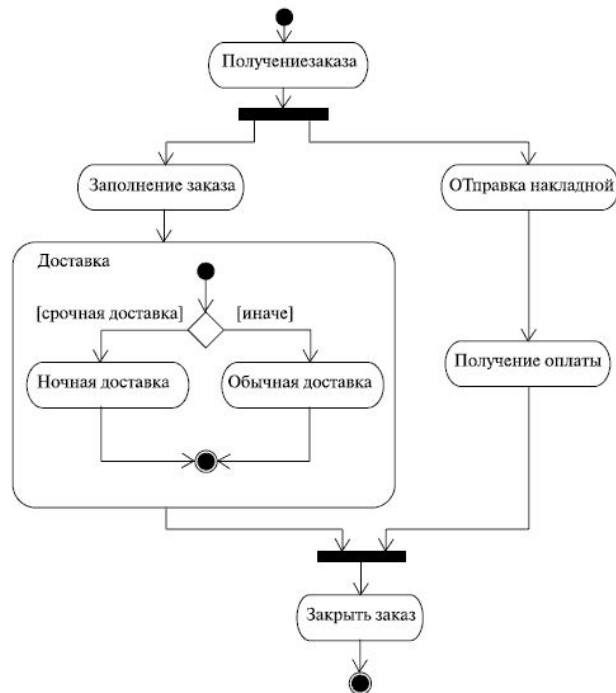 Получениезаказа
Заполнение заказа
ОТправка накладной
Доставка
[срочная доставка]
[иначе]
Ночная доставка
Обычная доставка
Получение оплаты
Закрыть заказ